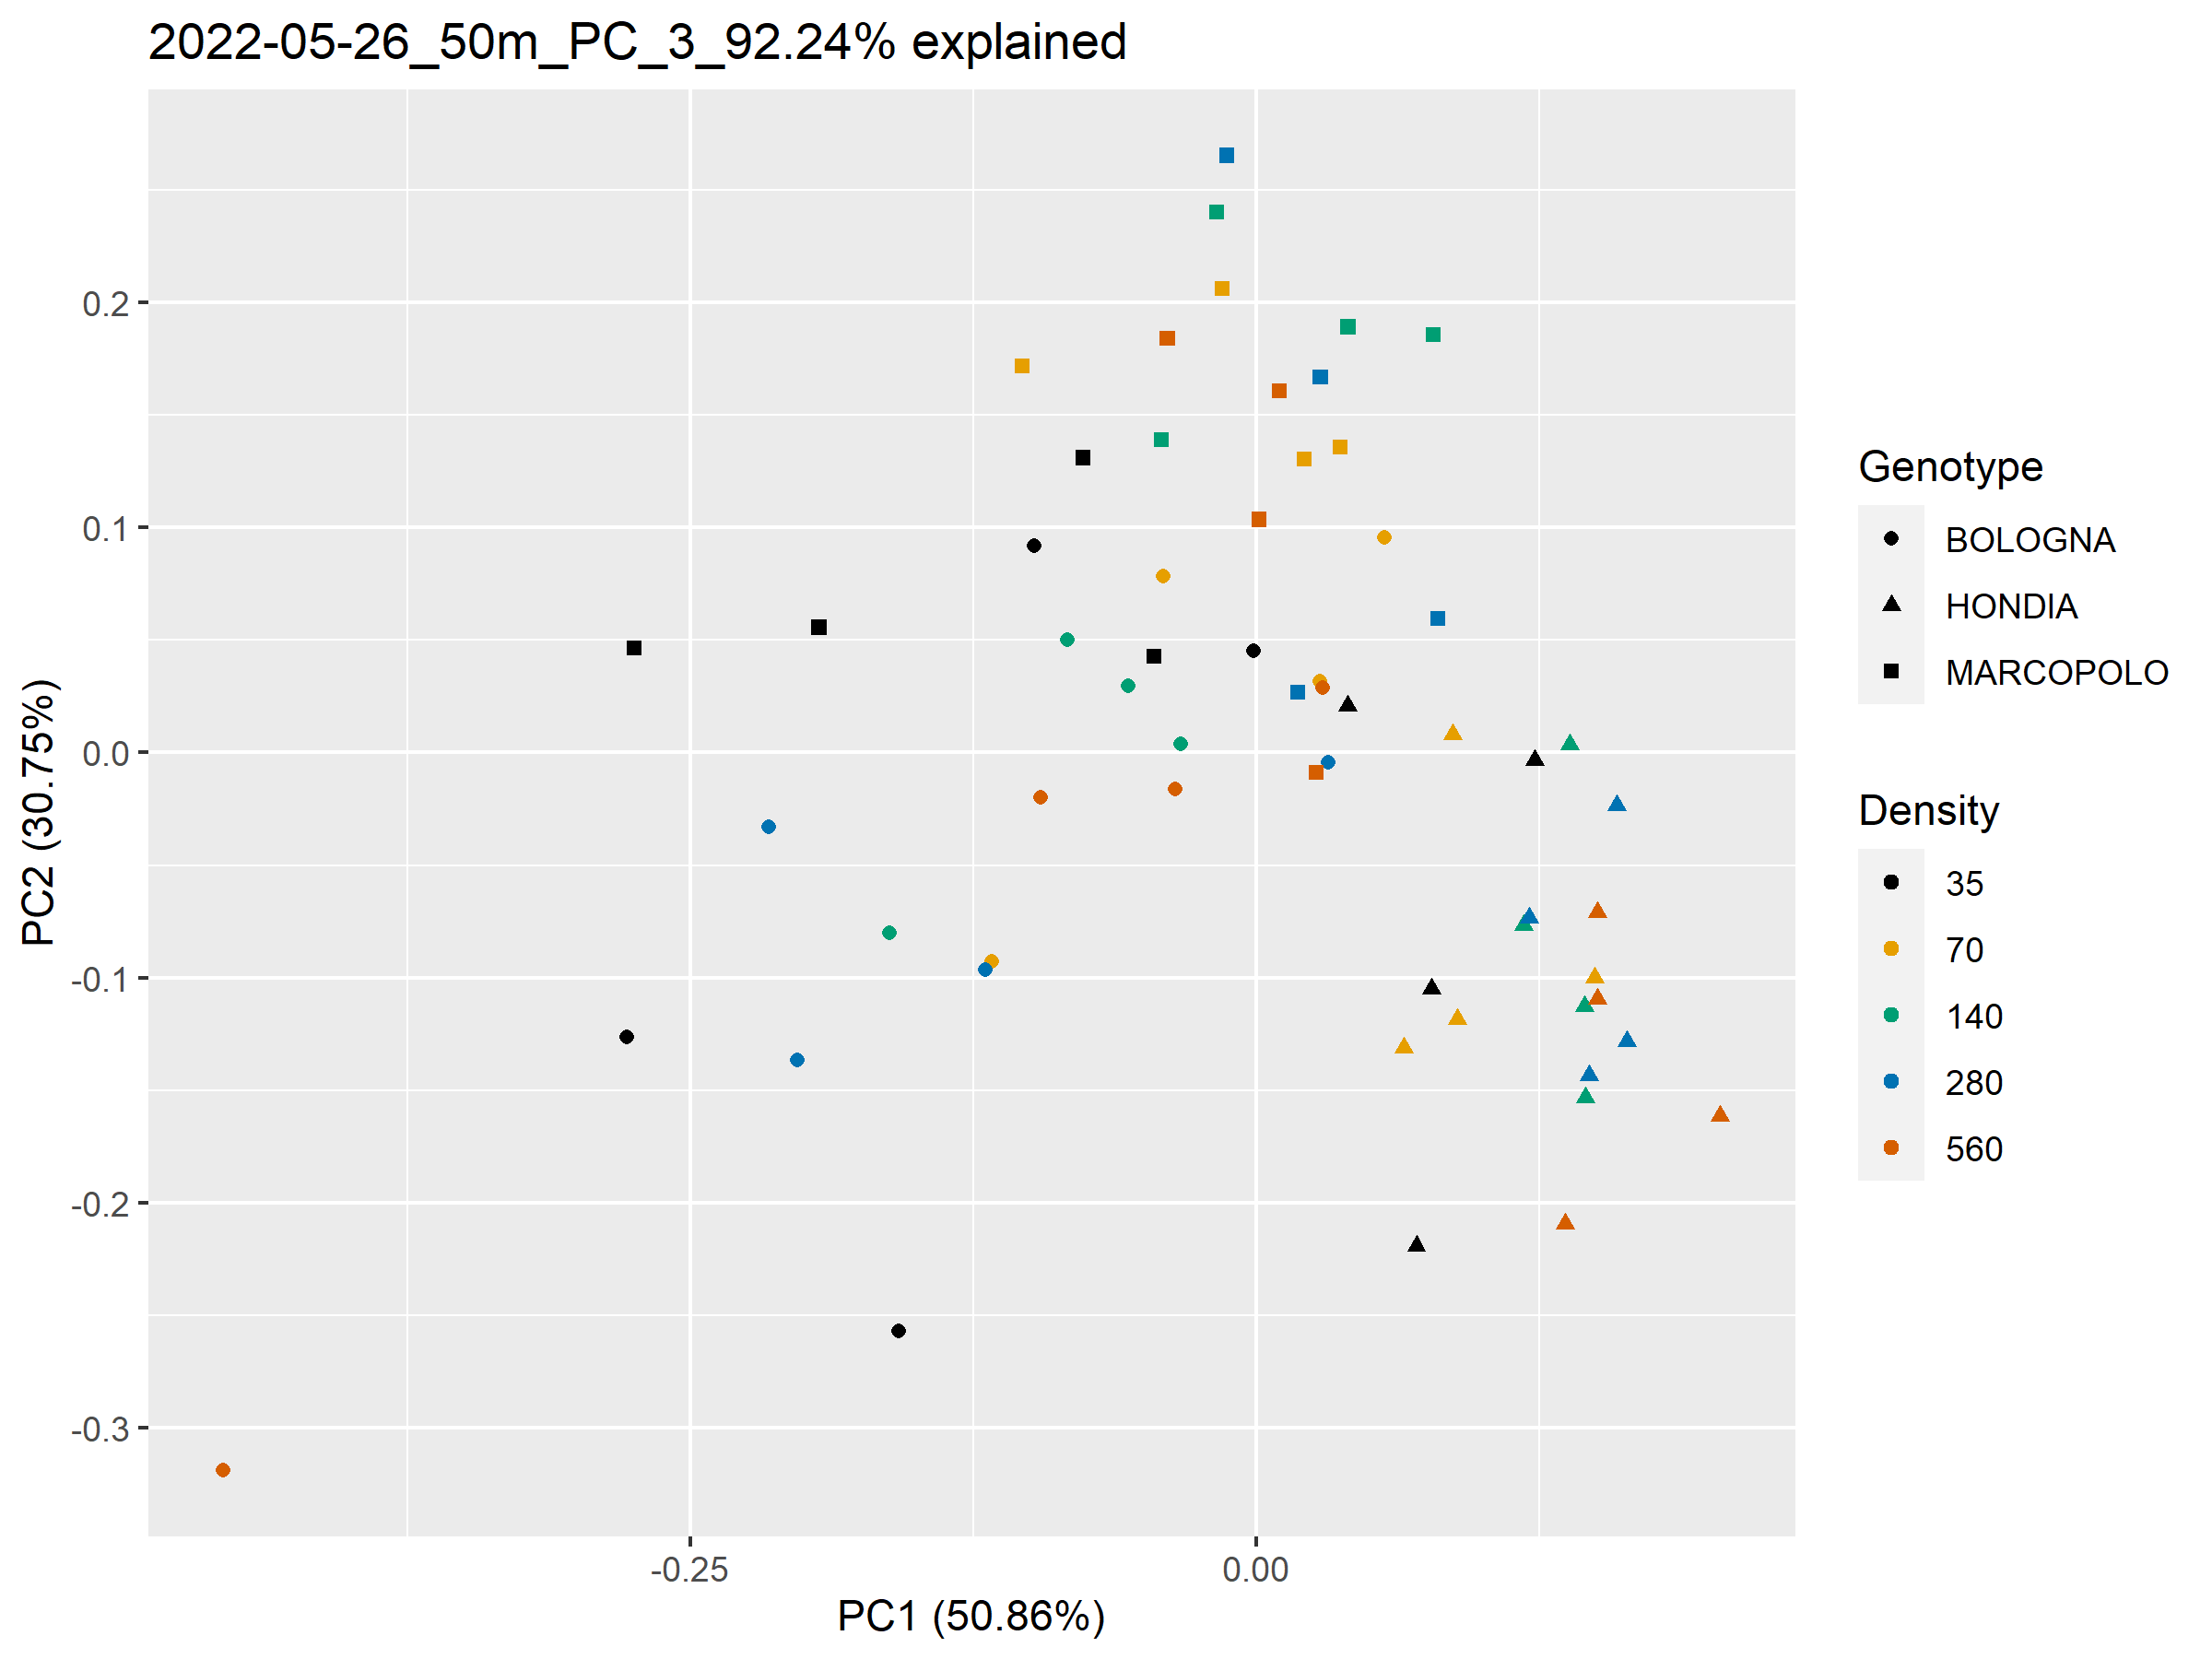 2022-05-26_50m_PC_3_92.24% explained
PC2 (30.75%)
0.2
0.1
0.0
-0.1
-0.2
-0.3
-0.25
0.00
PC1 (50.86%)
Genotype
BOLOGNA
HONDIA
MARCOPOLO
Density
35
70
140
280
560